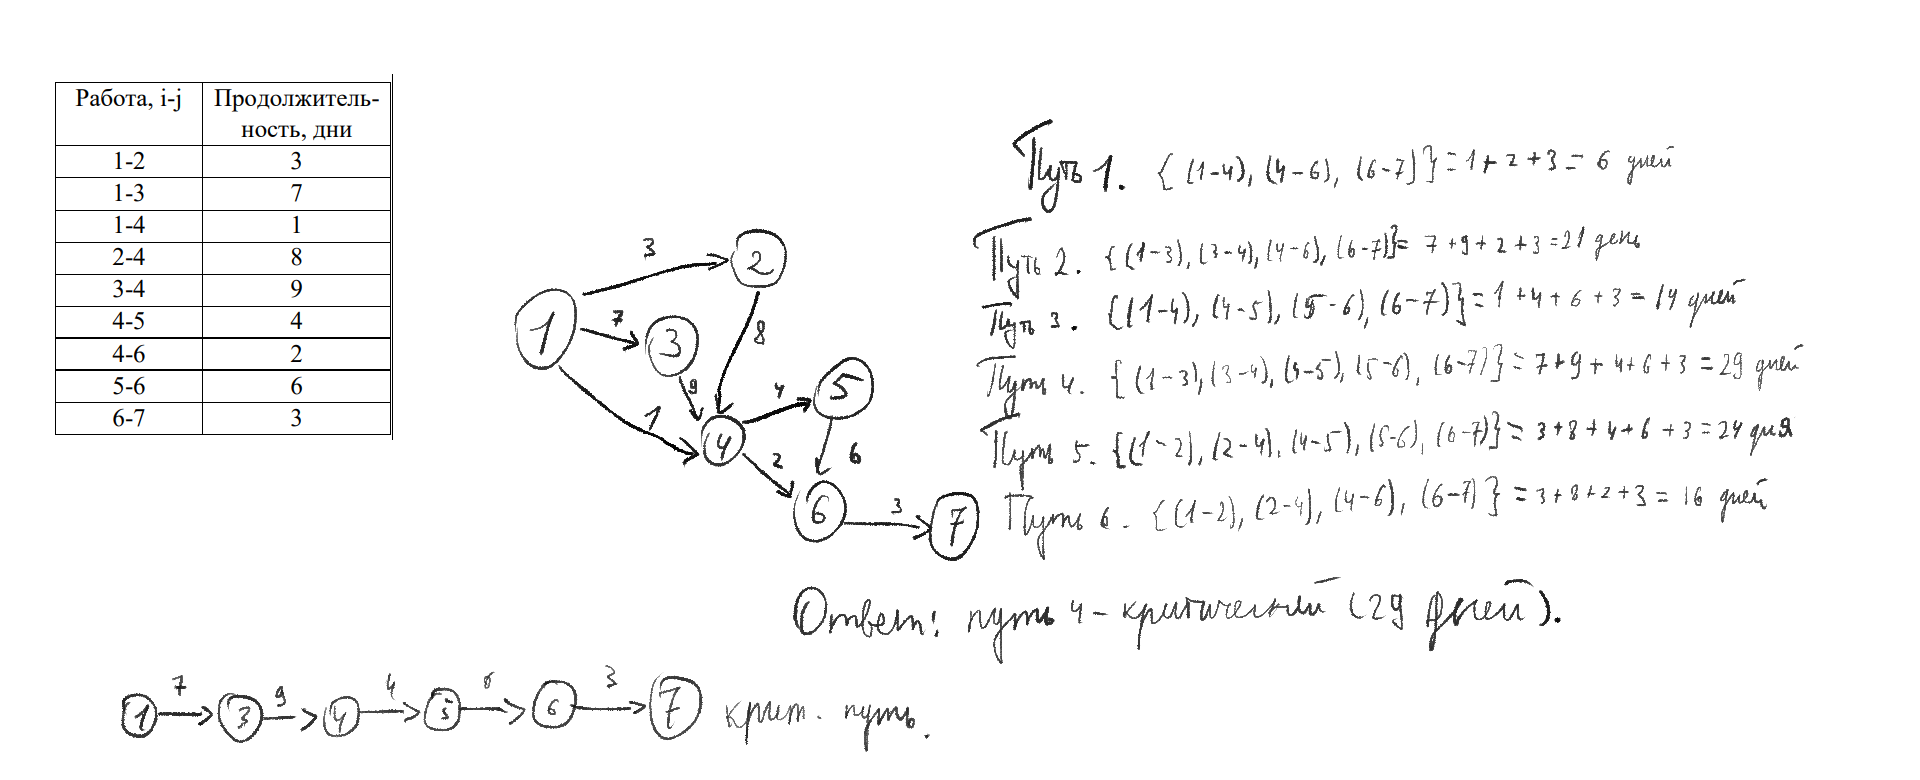 Работа, i-j Продолжитель-
ность, дни
1-2 3
1-3 7
1-4 1
2-4 8
3-4 9
4-5 4
4-6 2
5-6 6
6-7 3
3
2
1
7
3
8
9
1
4
4
5
2
6
6
3
7
Путь 1. { (1-4), (4-6), (6-7) } = 1 + 2 + 3 = 6 дней
Путь 2. { (1-3), (3-4), (4-6), (6-7)} = 7 + 9 + 2 + 3 = 21 день
Путь 3. {(1-4), (4-5), (5-6), (6-7)} = 1 + 4 + 6 + 3 = 14 дней
Путь 4. { (1-3), (3-4), (4-5), (5-6), (6-7)} = 7 + 9 + 4 + 6 + 3 = 29 дней
Путь 5. {(1-2), (2-4), (4-5), (5-6), (6-7)} = 3 + 8 + 4 + 6 + 3 = 24 дня
Путь 6. { (1-2), (2-4), (4-6), (6-7) } = 3 + 8 + 2 + 3 = 16 дней
Ответ: путь 4 - критический (29 дней).
7 9 4 6 3
1 3 4 5 6 7 крит. путь.